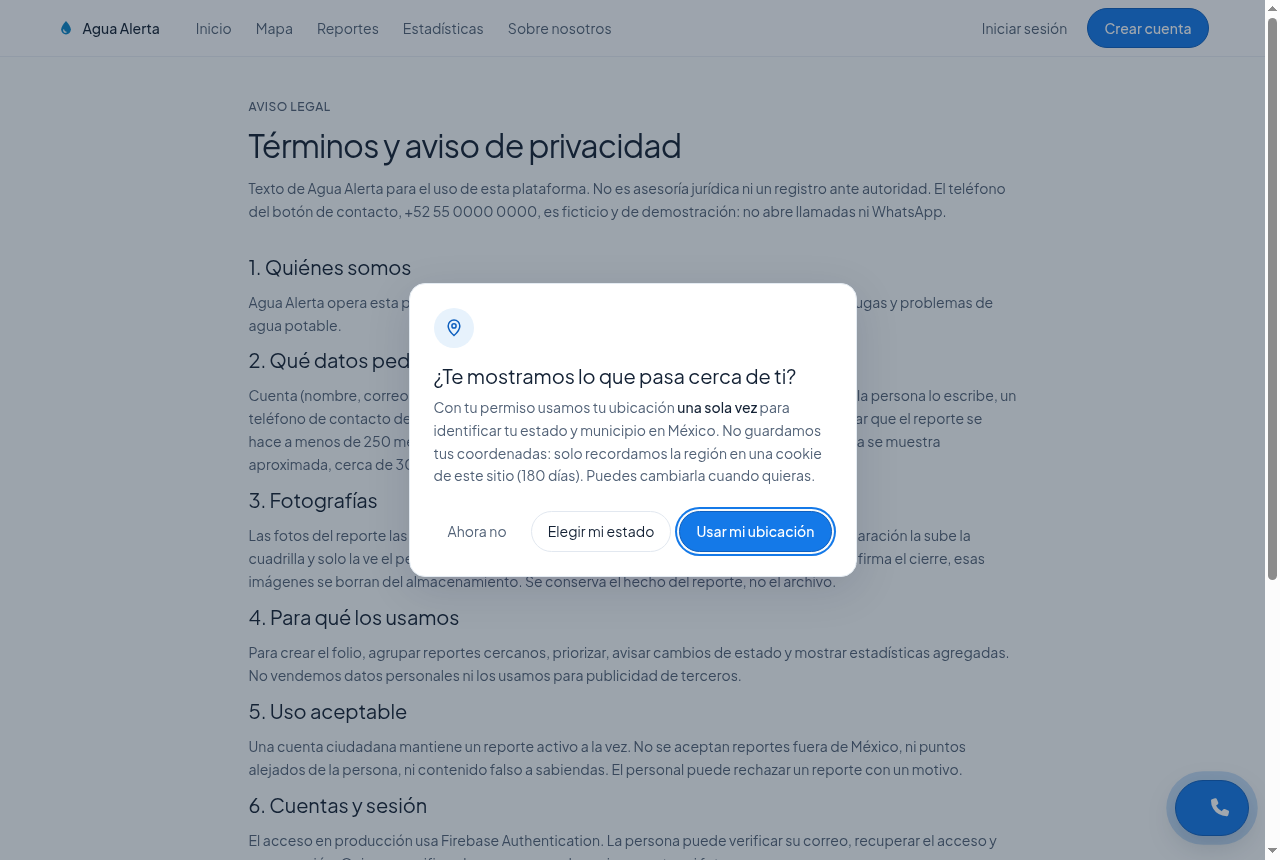 Agua Alerta Inicio Mapa Reportes Estadísticas Sobre nosotros Iniciar sesión Crear cuenta
AVISO LEGAL
Términos y aviso de privacidad
Texto de Agua Alerta para el uso de esta plataforma. No es asesoría jurídica ni un registro ante autoridad. El teléfono
del botón de contacto, +52 55 0000 0000, es ficticio y de demostración: no abre llamadas ni WhatsApp.
1. Quiénes somos
Agua Alerta opera esta y problemas de
agua potable.
2. Qué datos
Cuenta (nombre, la persona lo escribe, un
teléfono de contacto que el reporte se
hace a menos de 250 a se muestra
aproximada, cerca de
3. Fotografías
Las fotos del reporte las la sube la
cuadrilla y solo la ve el el cierre, esas
imágenes se borran del almacenamiento. Se conserva el hecho del reporte, no el archivo.
4. Para qué los usamos
Para crear el folio, agrupar reportes cercanos, priorizar, avisar cambios de estado y mostrar estadísticas agregadas.
No vendemos datos personales ni los usamos para publicidad de terceros.
5. Uso aceptable
Una cuenta ciudadana mantiene un reporte activo a la vez. No se aceptan reportes fuera de México, ni puntos
alejados de la persona, ni contenido falso a sabiendas. El personal puede rechazar un reporte con un motivo.
6. Cuentas y sesión
El acceso en producción usa Firebase Authentication. La persona puede verificar su correo, recuperar el acceso y
¿Te mostramos lo que pasa cerca de ti?
Con tu permiso usamos tu ubicación una sola vez para
identificar tu estado y municipio en México. No guardamos
tus coordenadas: solo recordamos la región en una cookie
de este sitio (180 días). Puedes cambiarla cuando quieras.
Ahora no Elegir mi estado Usar mi ubicación